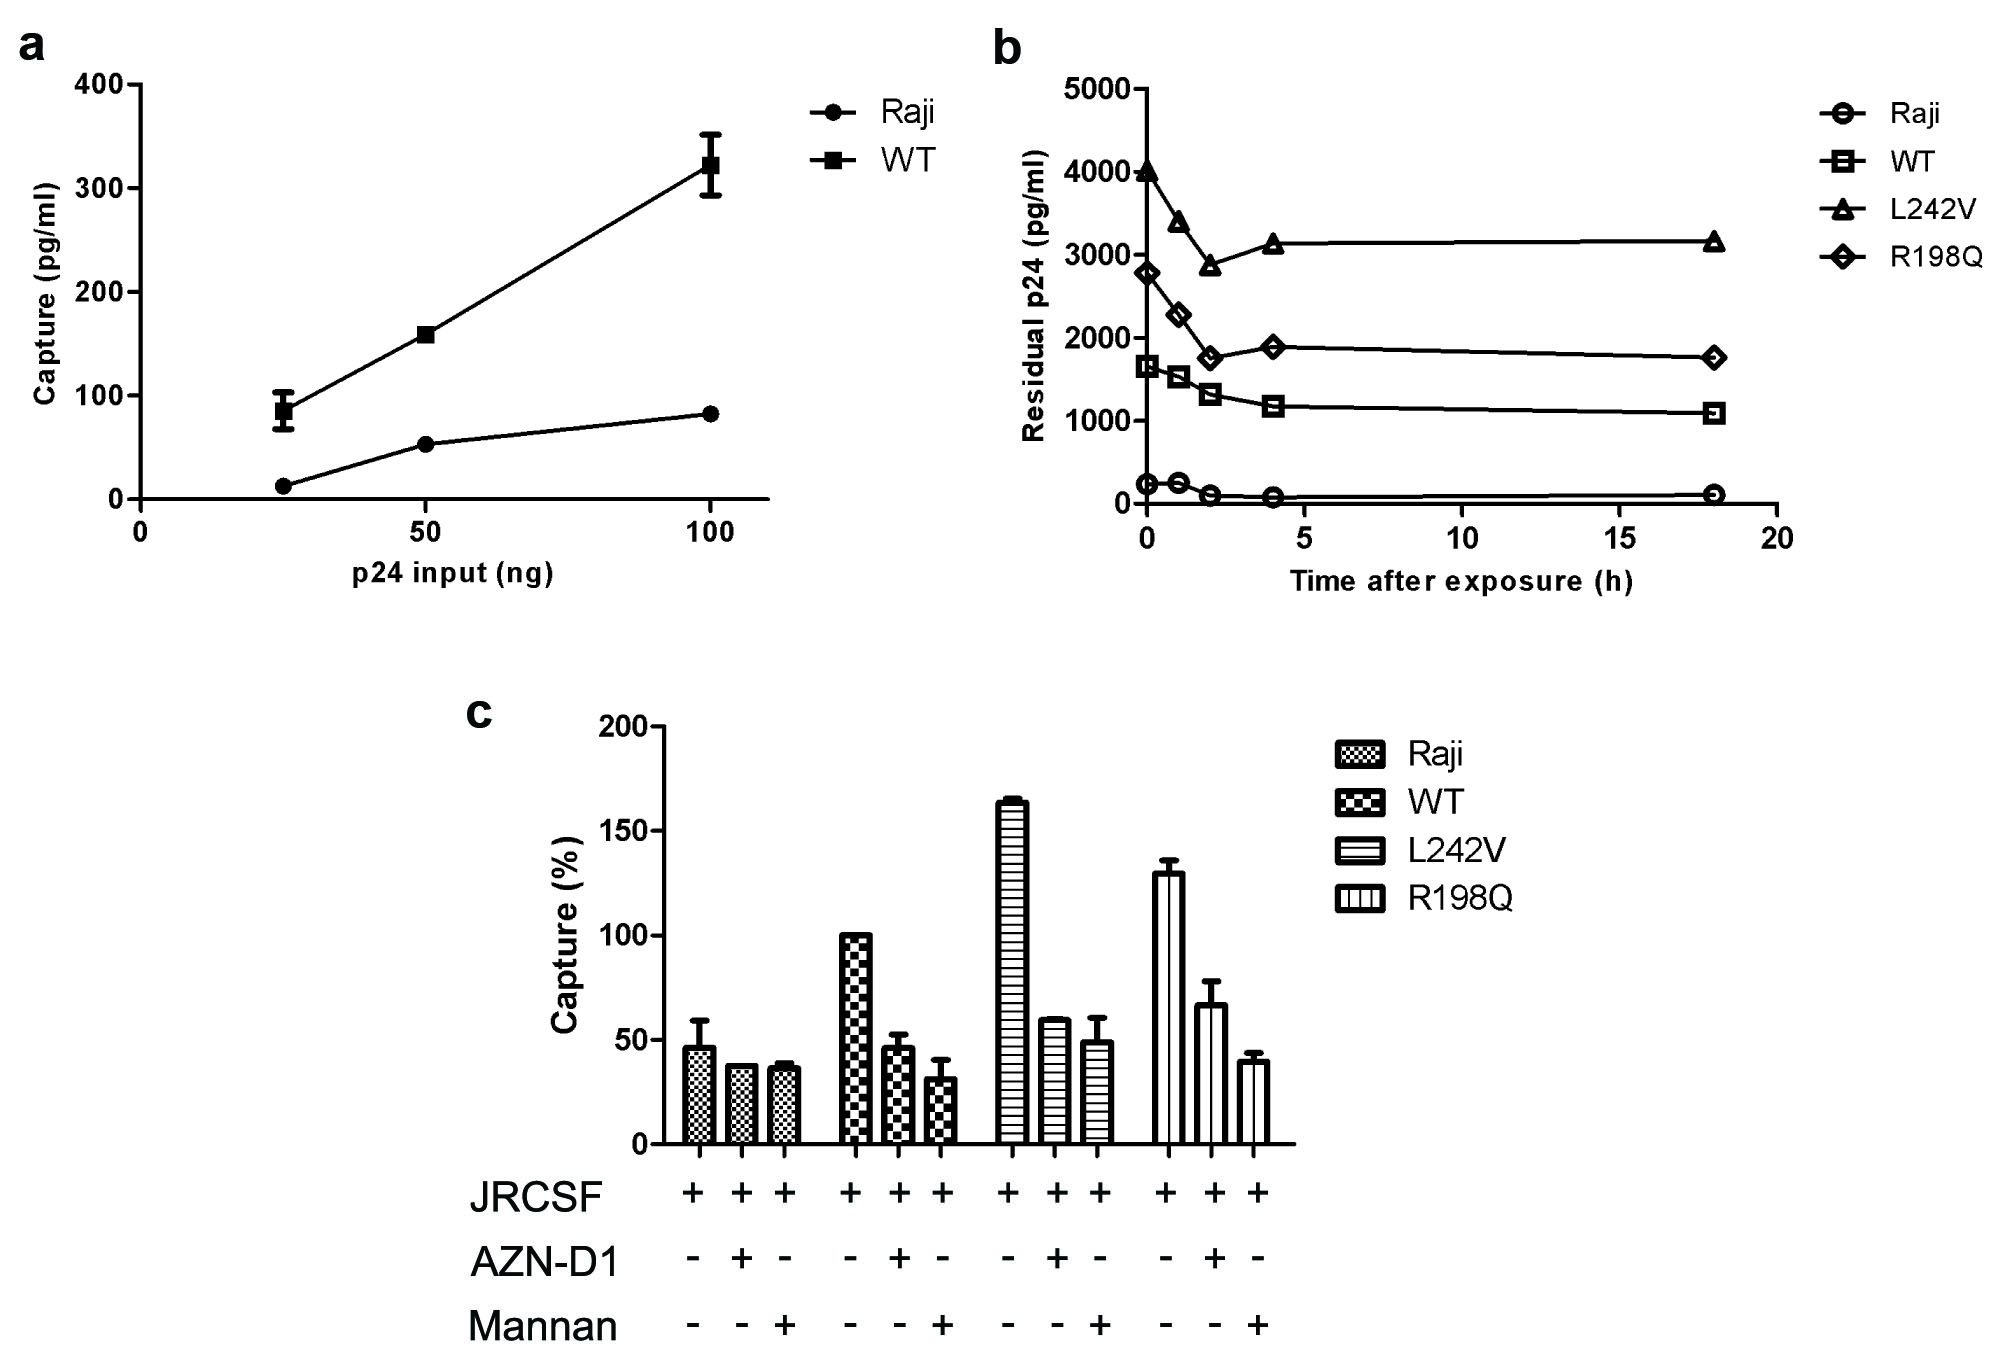 a
400
300
200
100
0
Capture (pg/ml)
0 50 100
p24 input (ng)
Raji
WT
b
5000
4000
3000
2000
1000
0
Residual p24 (pg/ml)
0 5 10 15 20
Time after exposure (h)
Raji
WT
L242V
R198Q
c
200
150
100
50
0
Capture (%)
Raji
WT
L242V
R198Q
JRCSF + + + + + + + + + + + +
AZN-D1 - + - - + - - + - - + -
Mannan - - + - - + - - + - - +